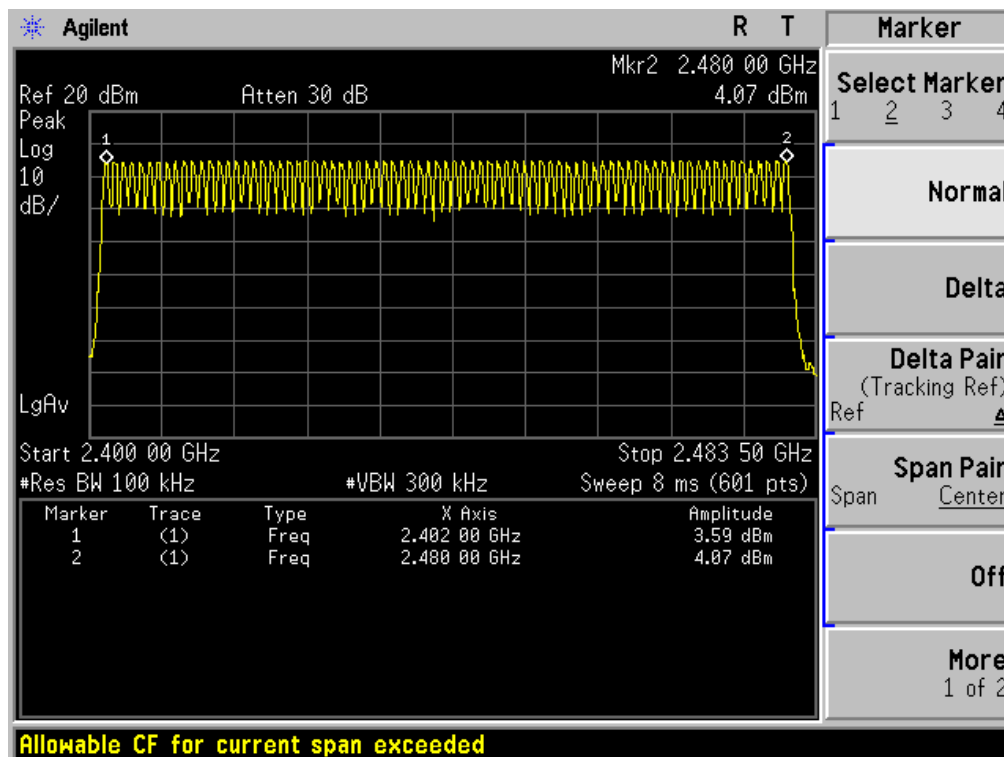 Agilent R T
Mkr2 2.480 00 GHz
Ref 20 dBm Atten 30 dB 4.07 dBm
Peak
Log
10
dB/
1 2
LgAv
Start 2.400 00 GHz Stop 2.483 50 GHz
#Res BW 100 kHz #VBW 300 kHz Sweep 8 ms (601 pts)
Marker Trace Type X Axis Amplitude
1 (1) Freq 2.402 00 GHz 3.59 dBm
2 (1) Freq 2.480 00 GHz 4.07 dBm
Allowable CF for current span exceeded
Marker
Select Marker
1 2 3 4
Normal
Delta
Delta Pair
(Tracking Ref)
Ref Δ
Span Pair
Span Center
Off
More
1 of 2